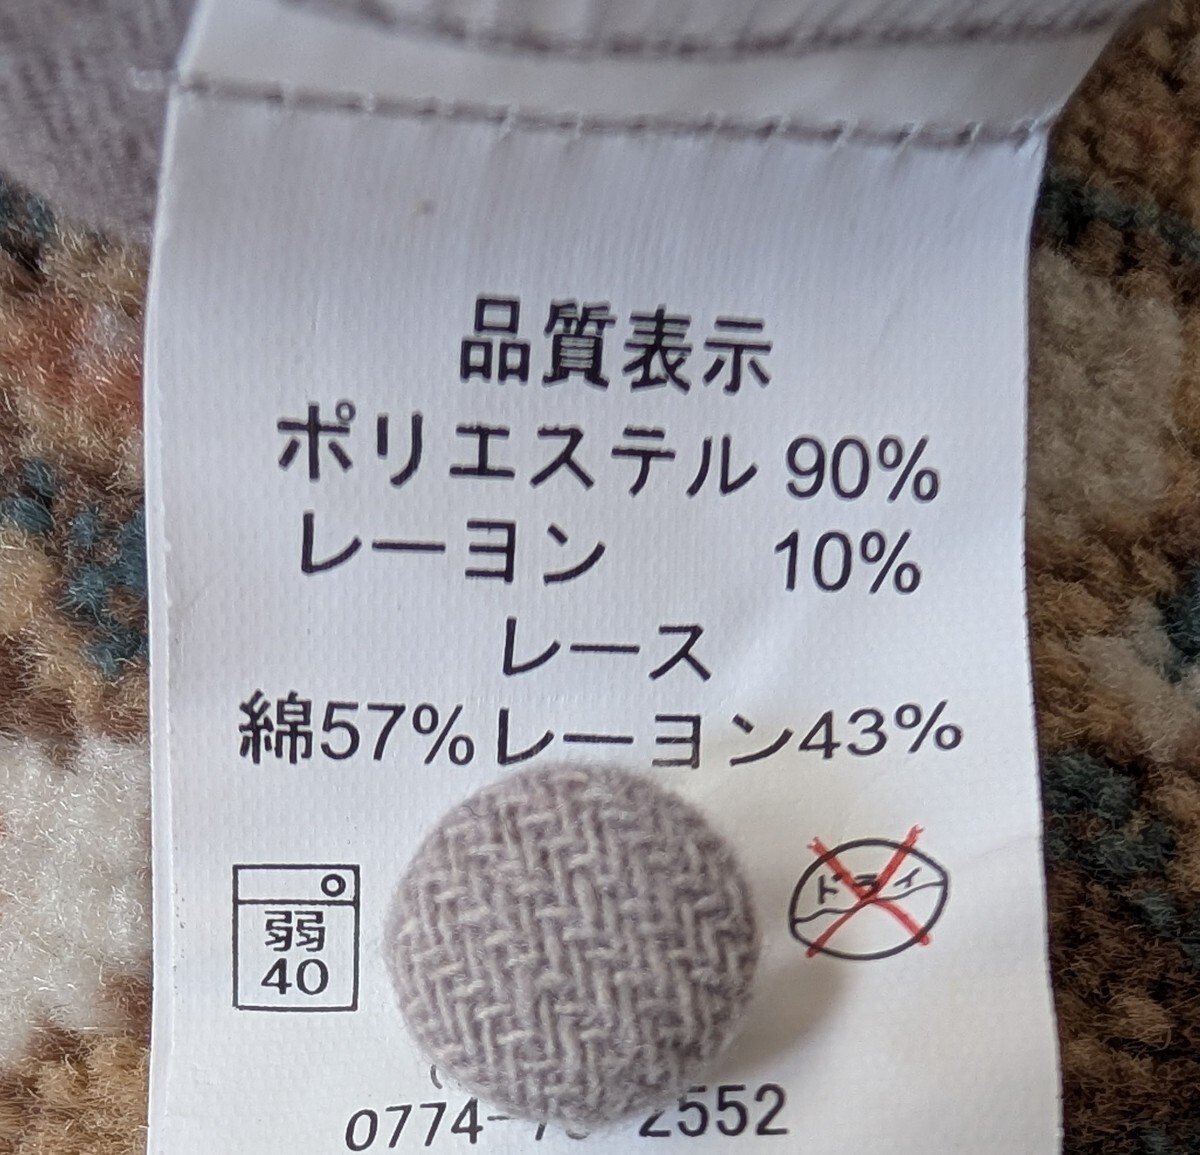 品質表示
ポリエステル 90%
レーヨン 10%
レース
綿57% レーヨン43%
弱
40
ドライ
0774-7 2552